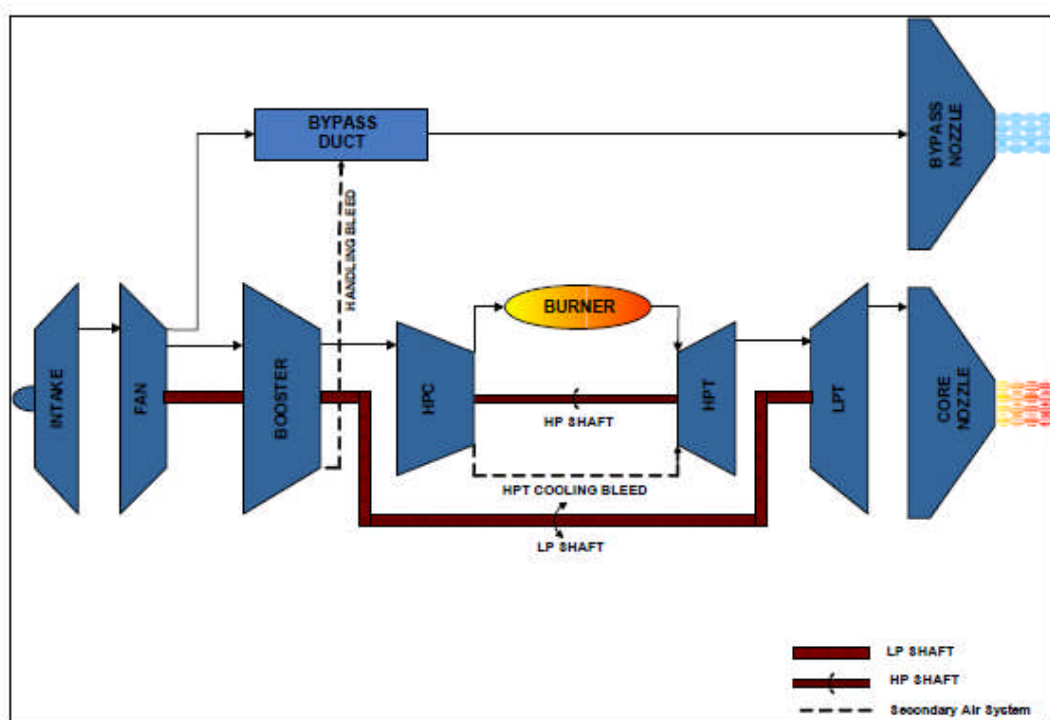 BYPASS
DUCT
BYPASS
NOZZLE
HANDLING BLEED
INTAKE
FAN
BOOSTER
HPC
BURNER
HPT
LPT
CORE
NOZZLE
HP SHAFT
HPT COOLING BLEED
LP SHAFT
LP SHAFT
HP SHAFT
Secondary Air System